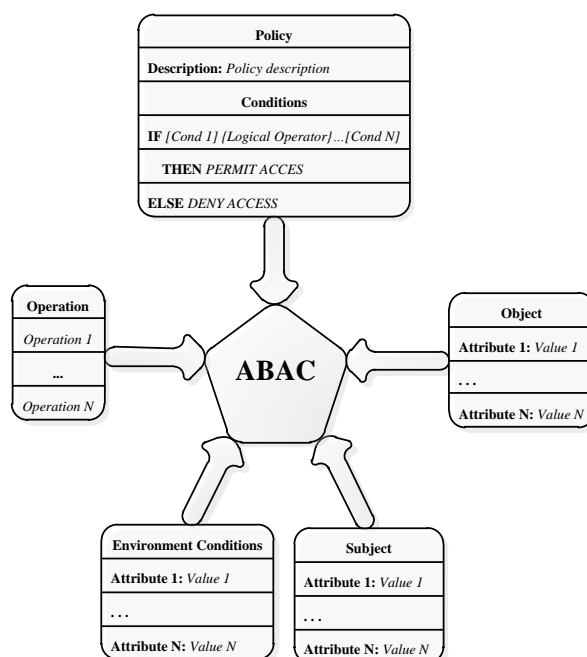 Policy
Description: Policy description
Conditions
IF [Cond 1] {Logical Operator}...[Cond N]
THEN PERMIT ACCES
ELSE DENY ACCESS
Operation
Operation 1
...
Operation N
ABAC
Object
Attribute 1: Value 1
. . .
Attribute N: Value N
Environment Conditions
Attribute 1: Value 1
. . .
Attribute N: Value N
Subject
Attribute 1: Value 1
. . .
Attribute N: Value N